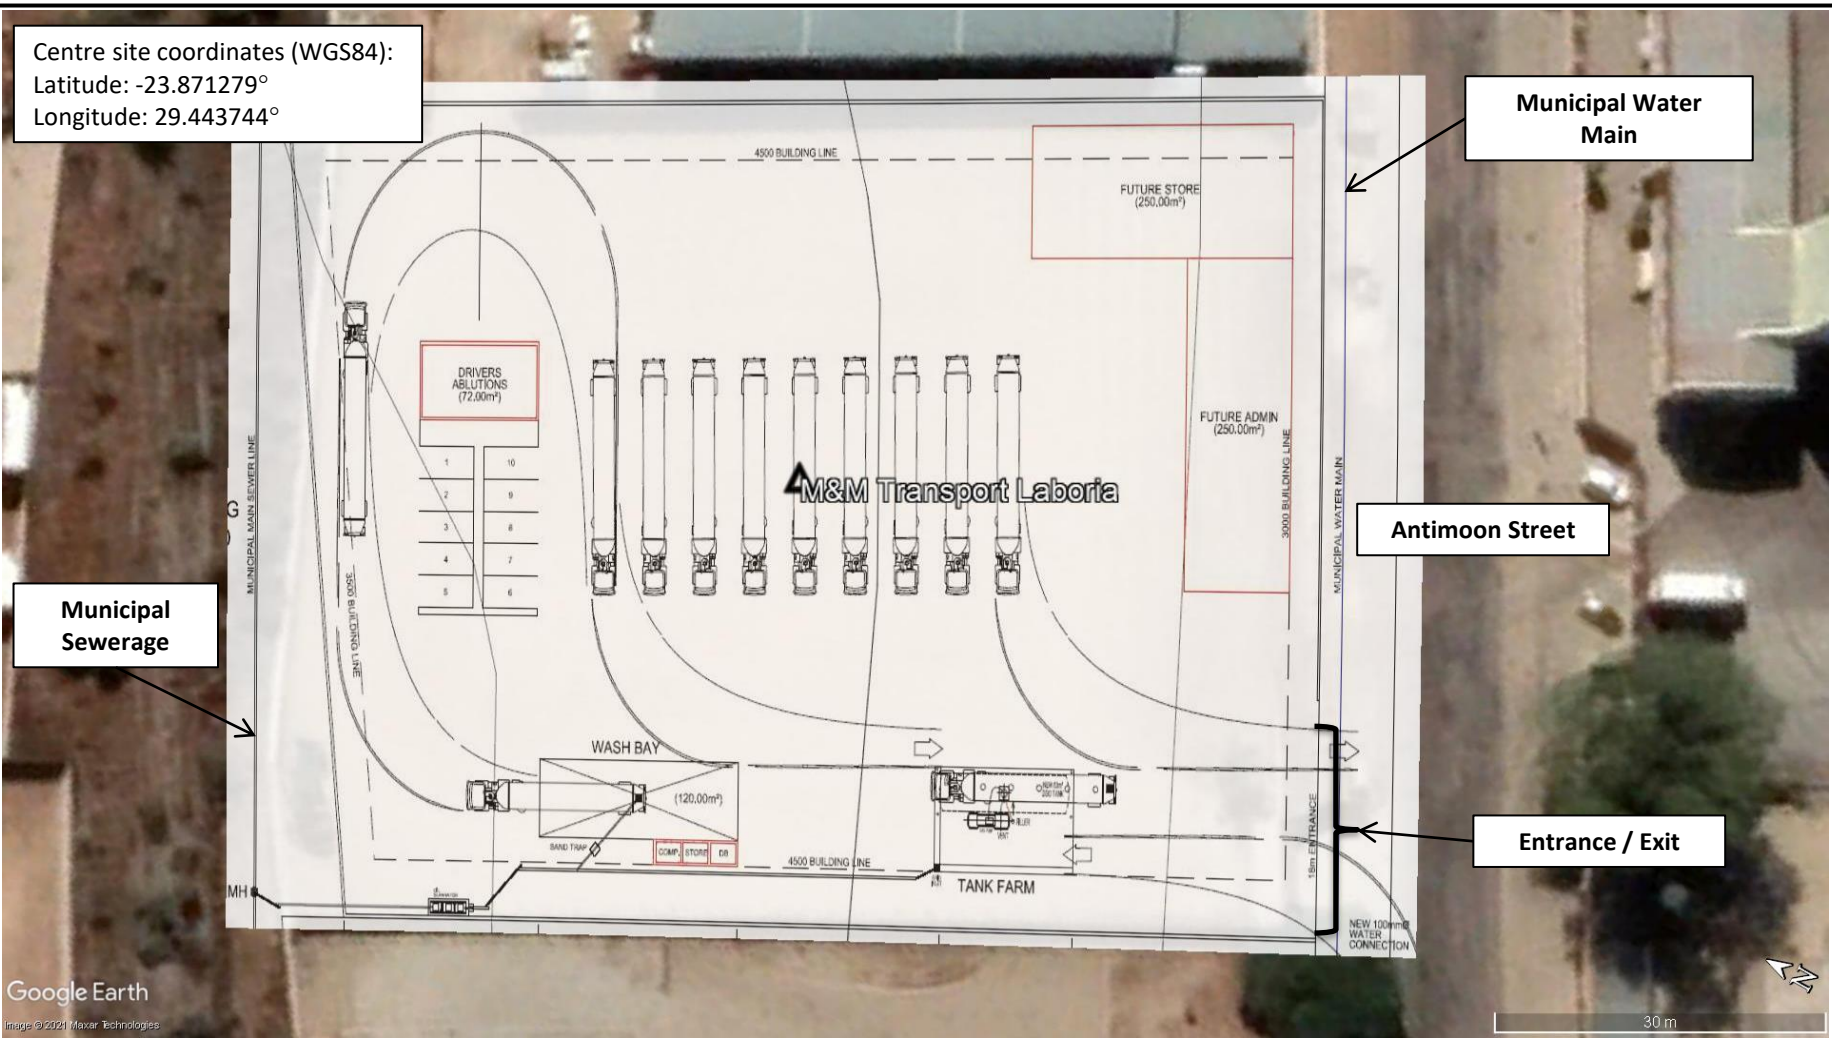 Centre site coordinates (WGS84):
Latitude: -23.871279°
Longitude: 29.443744°
Municipal Water
Main
4500 BUILDING LINE
FUTURE STORE
(250.00m²)
DRIVERS
ABLUTIONS
(72.00m²)
FUTURE ADMIN
(250.00m²)
1
10
2
9
3
8
4
7
5
6
MUNICIPAL MAIN SEWER LINE
G
)
3500 BUILDING LINE
M&M Transport Laboria
3000 BUILDING LINE
MUNICIPAL WATER MAIN
Antimoon Street
Municipal
Sewerage
WASH BAY
(120.00m²)
SAND TRAP
COMP.
STORE
DB
4500 BUILDING LINE
FILLER
VENT
TANK FARM
18m ENTRANCE
Entrance / Exit
MH
NEW 100mmØ
WATER
CONNECTION
N
Google Earth
Image © 2021 Maxar Technologies
30 m